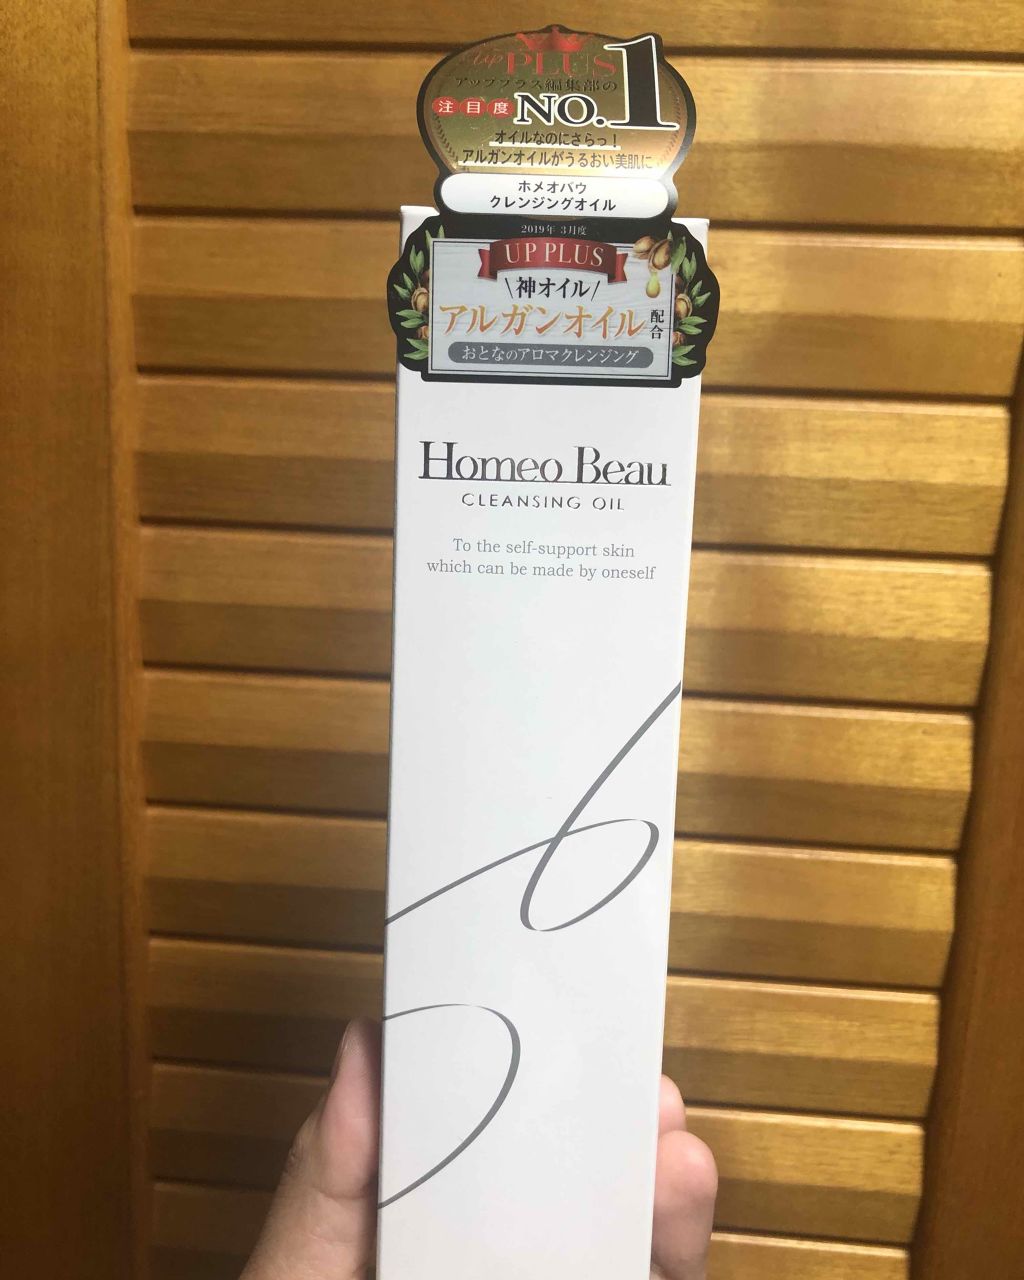 up PLUS
アッププラス編集部の
注目度 NO.1
オイルなのにさらっ！
アルガンオイルがうるおい美肌に
ホメオバウ
クレンジングオイル
2019年 3月度
UP PLUS
\神オイル/
アルガンオイル配合
おとなのアロマクレンジング
Homeo Beau
CLEANSING OIL
To the self-support skin
which can be made by oneself